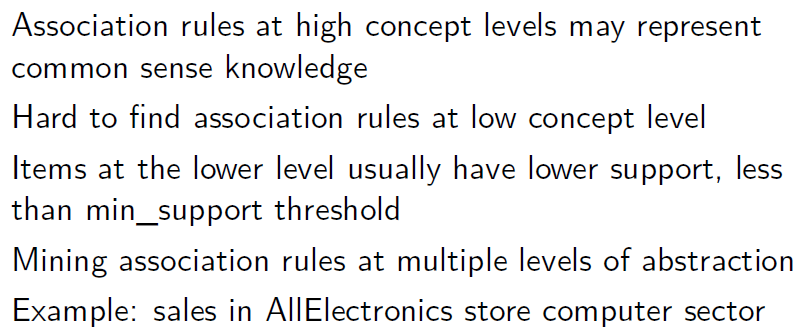 Association rules at high concept levels may represent
common sense knowledge
Hard to find association rules at low concept level
Items at the lower level usually have lower support, less
than min_support threshold
Mining association rules at multiple levels of abstraction
Example: sales in AllElectronics store computer sector